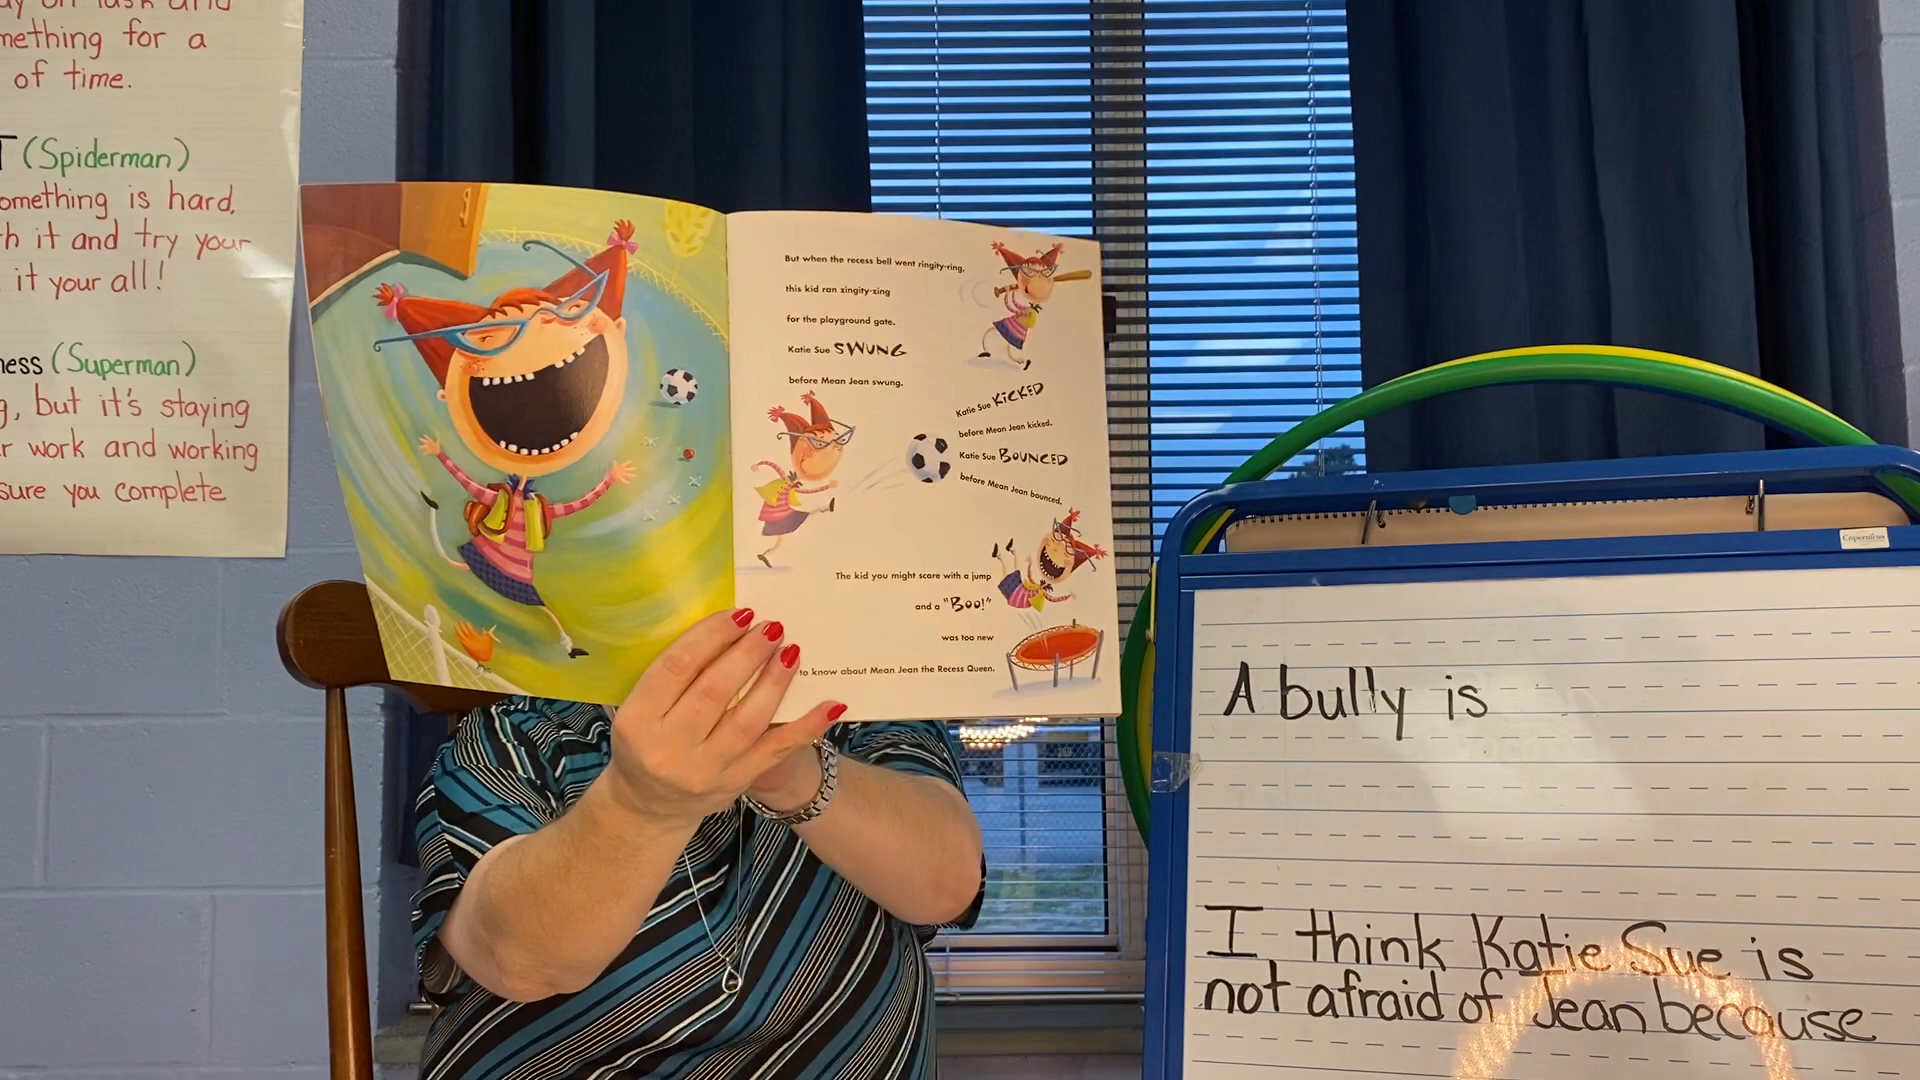 mething for a
of time.
(Spiderman)
omething is hard,
h it and try your
it your all!
ness (Superman)
g, but it's staying
r work and working
sure you complete
But when the recess bell went ringity-ring,
this kid ran zingity-zing
for the playground gate.
Katie Sue SWUNG
before Mean Jean swung.
Katie Sue KICKED
before Mean Jean kicked.
Katie Sue BOUNCED
before Mean Jean bounced.
The kid you might scare with a jump
and a "Boo!"
was too new
to know about Mean Jean the Recess Queen.
Copernicus
A bully is
I think Katie Sue is
not afraid of Jean because